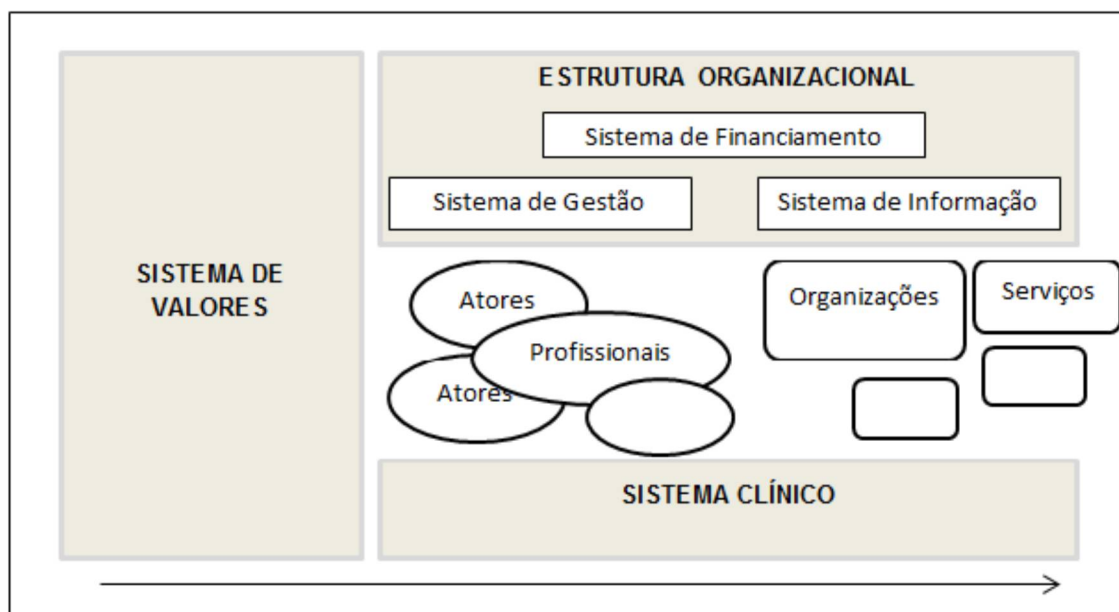 ESTRUTURA ORGANIZACIONAL
Sistema de Financiamento
Sistema de Gestão
Sistema de Informação
SISTEMA DE
VALORES
Atores
Organizações
Serviços
Profissionais
Atores
SISTEMA CLÍNICO